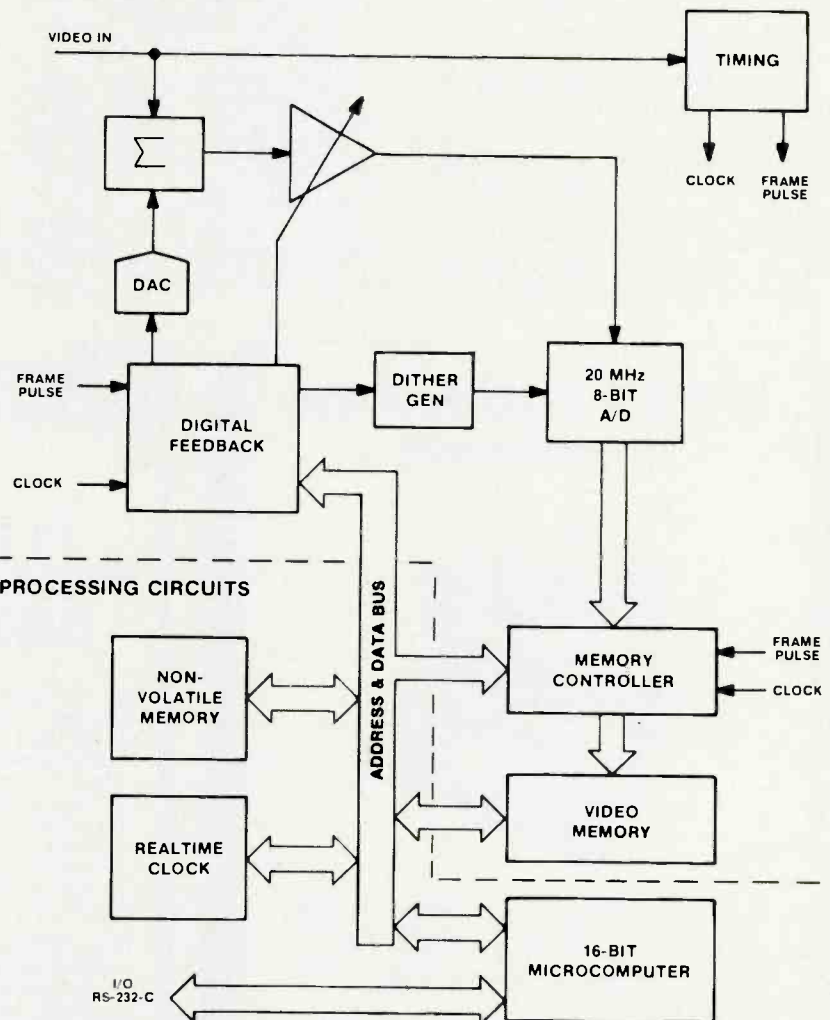 VIDEO IN
TIMING
Σ
CLOCK
FRAME
PULSE
DAC
FRAME
PULSE
CLOCK
DIGITAL
FEEDBACK
DITHER
GEN
20 MHz
8-BIT
A/D
PROCESSING CIRCUITS
ADDRESS & DATA BUS
NON-
VOLATILE
MEMORY
MEMORY
CONTROLLER
FRAME
PULSE
CLOCK
REALTIME
CLOCK
VIDEO
MEMORY
16-BIT
MICROCOMPUTER
I/O
RS-232-C